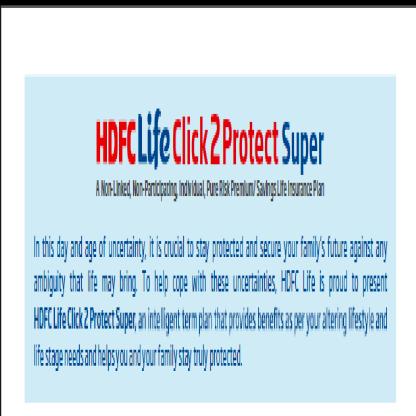 HDFC Life Click 2 Protect Super
A Non-Linked, Non-Participating, Individual, Pure Risk Premium/ Savings Life Insurance Plan
In this day and age of uncertainty, it is crucial to stay protected and secure your family's future against any
ambiguity that life may bring. To help cope with these uncertainties, HDFC Life is proud to present
HDFC Life Click 2 Protect Super, an intelligent term plan that provides benefits as per your altering lifestyle and
life stage needs and helps you and your family stay truly protected.